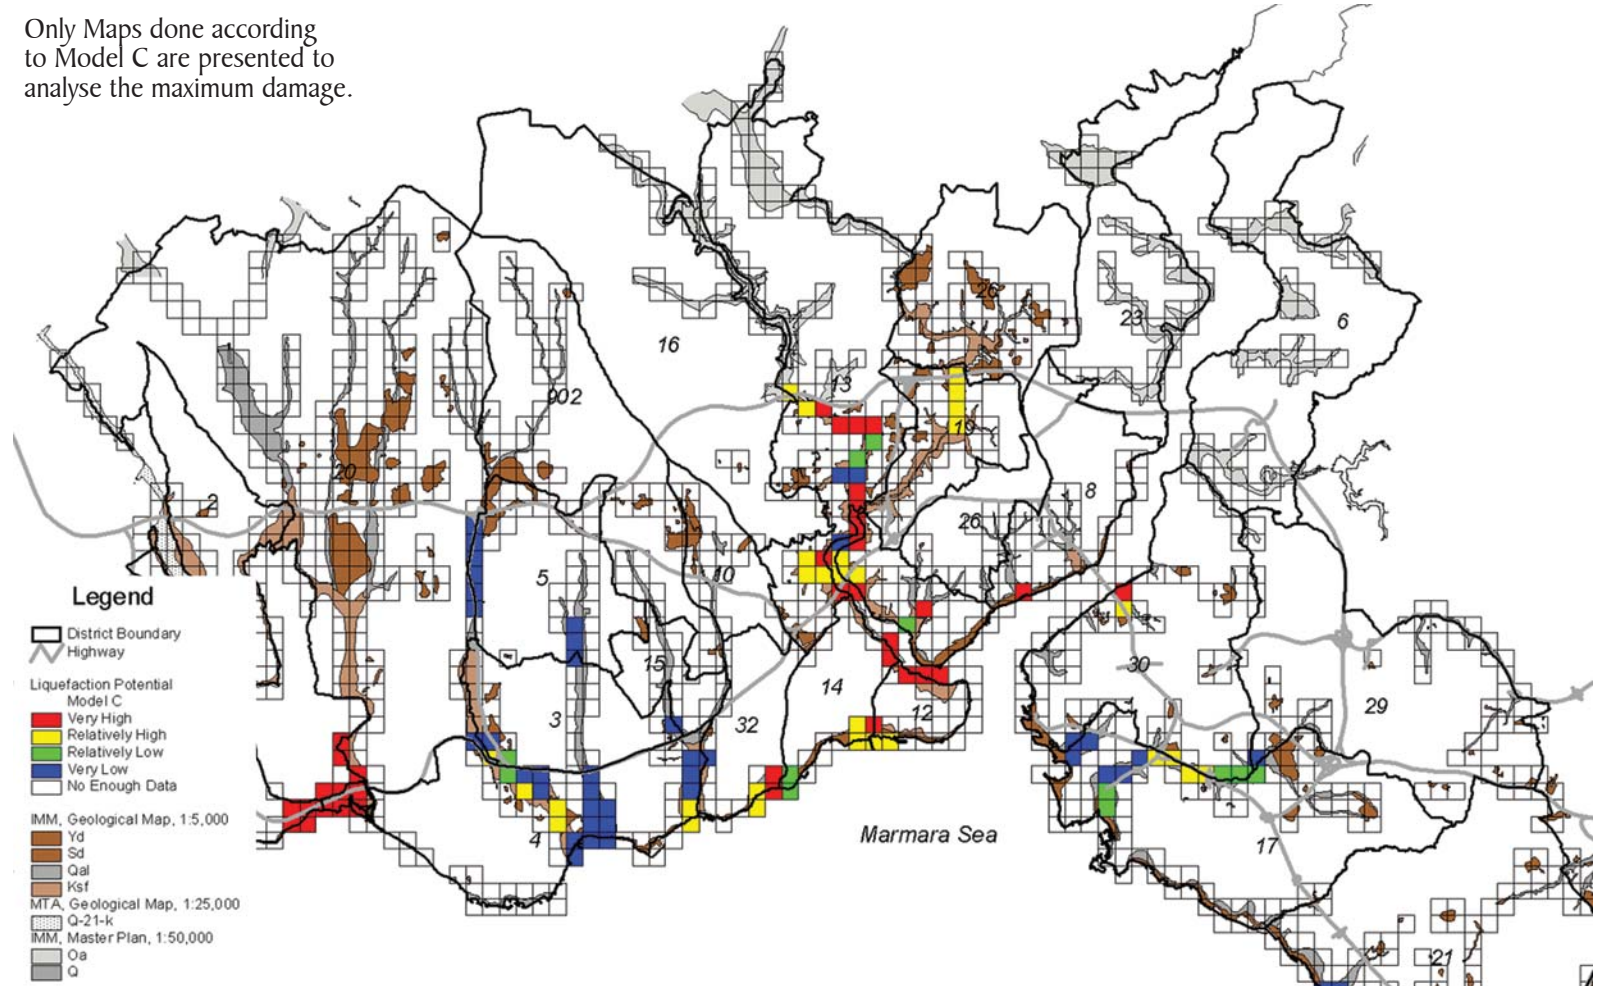 Only Maps done according
to Model C are presented to
analyse the maximum damage.
16
26
23
6
13
902
19
20
2
8
26
10
5
15
30
14
12
3
32
29
4
Marmara Sea
17
21
Legend
District Boundary
Highway
Liquefaction Potential
Model C
Very High
Relatively High
Relatively Low
Very Low
No Enough Data
IMM, Geological Map, 1:5,000
Yd
Sd
Qal
Ksf
MTA, Geological Map, 1:25,000
Q-21-k
IMM, Master Plan, 1:50,000
Oa
Q